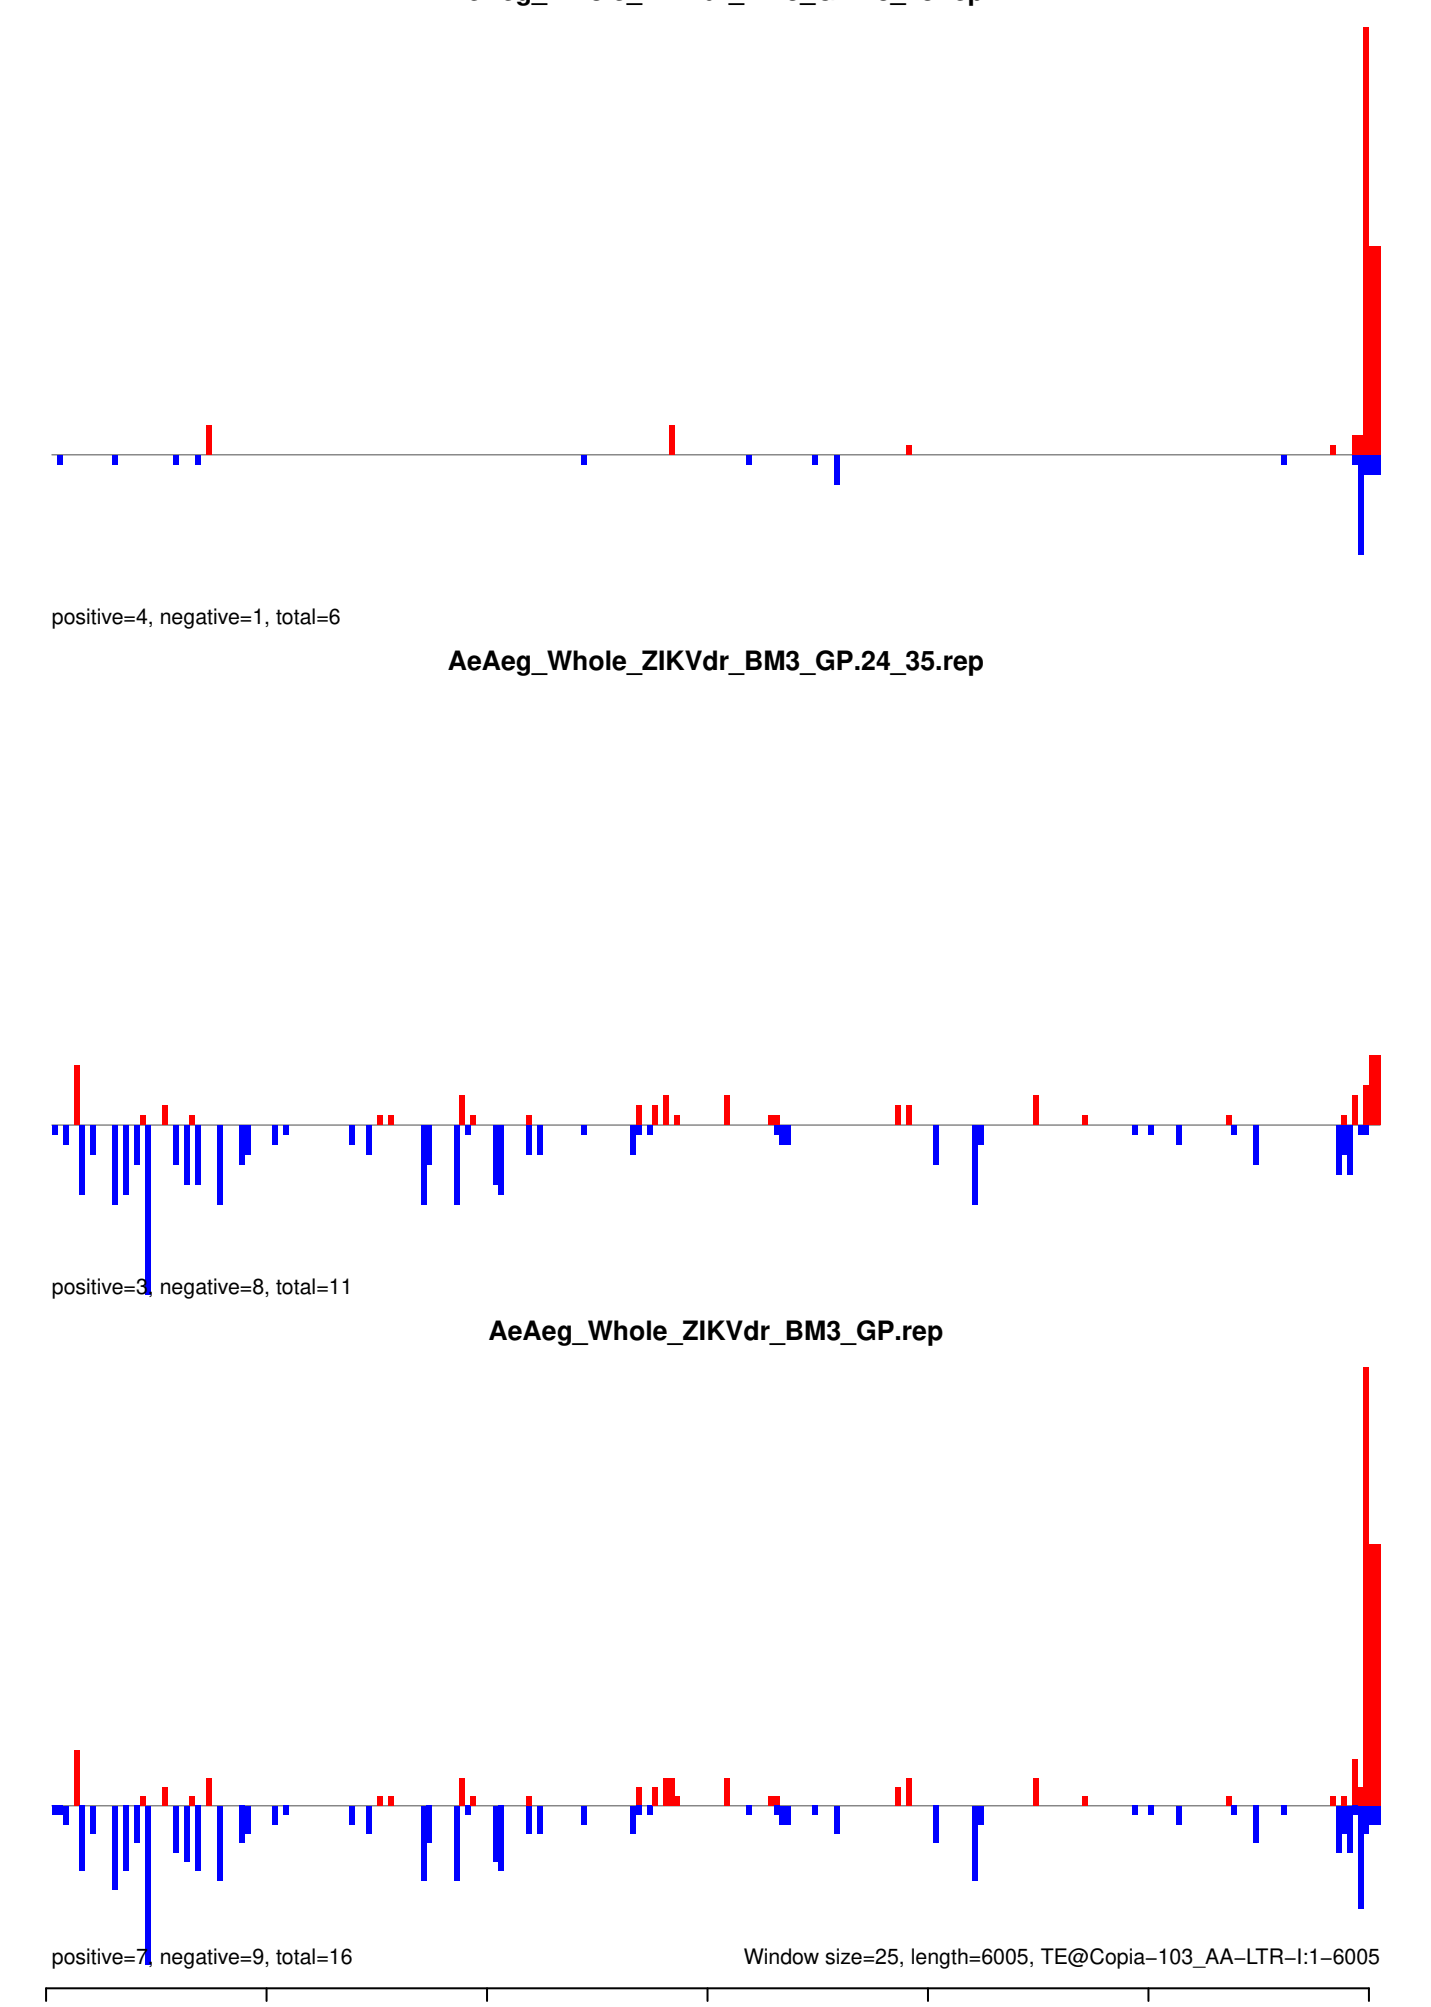 positive=4, negative=1, total=6
AeAeg_Whole_ZIKVdr_BM3_GP.24_35.rep
positive=3, negative=8, total=11
AeAeg_Whole_ZIKVdr_BM3_GP.rep
positive=7, negative=9, total=16
Window size=25, length=6005, TE@Copia−103_AA−LTR−I:1−6005